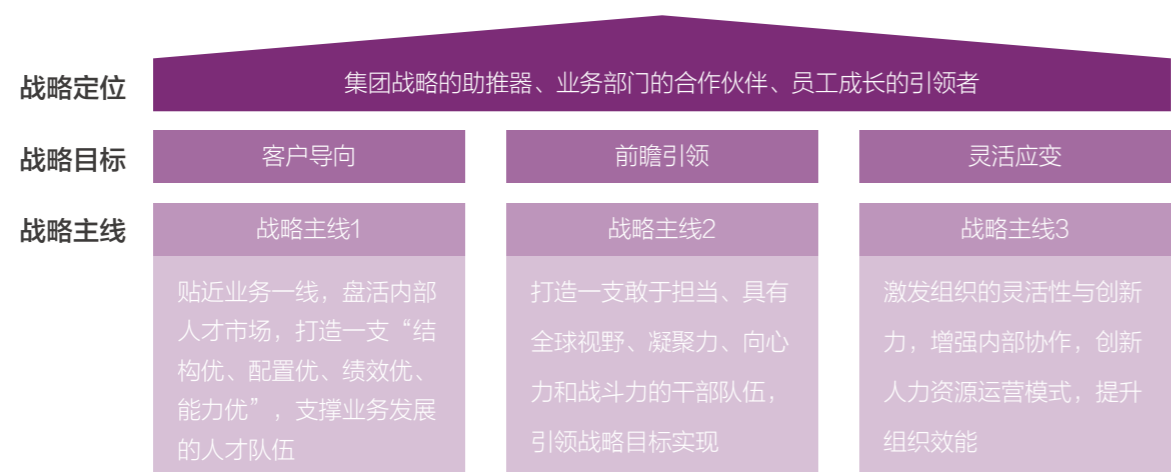 战略定位
集团战略的助推器、业务部门的合作伙伴、员工成长的引领者
战略目标
客户导向
前瞻引领
灵活应变
战略主线
战略主线1
战略主线2
战略主线3
贴近业务一线，盘活内部
人才市场，打造一支“结
构优、配置优、绩效优、
能力优”，支撑业务发展
的人才队伍
打造一支敢于担当、具有
全球视野、凝聚力、向心
力和战斗力的干部队伍，
引领战略目标实现
激发组织的灵活性与创新
力，增强内部协作，创新
人力资源运营模式，提升
组织效能